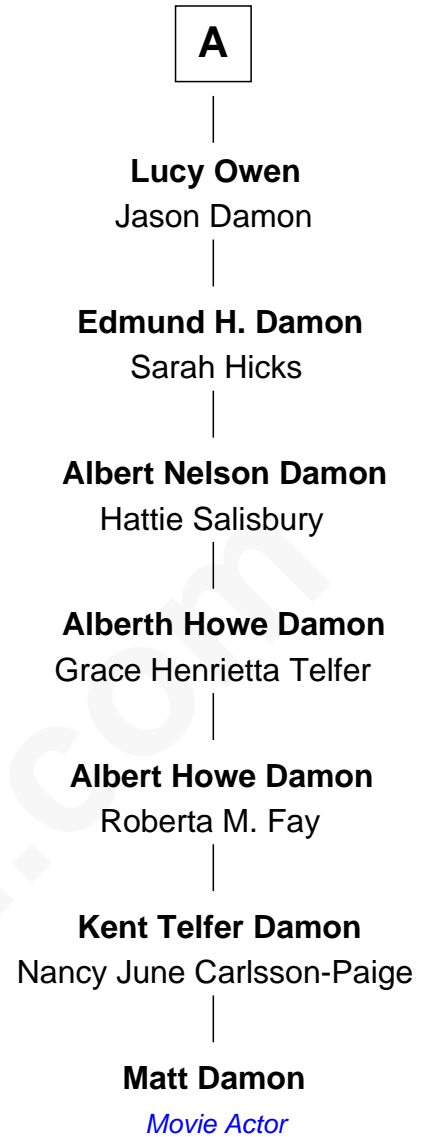 A
Lucy Owen
Jason Damon
Edmund H. Damon
Sarah Hicks
Albert Nelson Damon
Hattie Salisbury
Alberth Howe Damon
Grace Henrietta Telfer
Albert Howe Damon
Roberta M. Fay
Kent Telfer Damon
Nancy June Carlsson-Paige
Matt Damon
Movie Actor